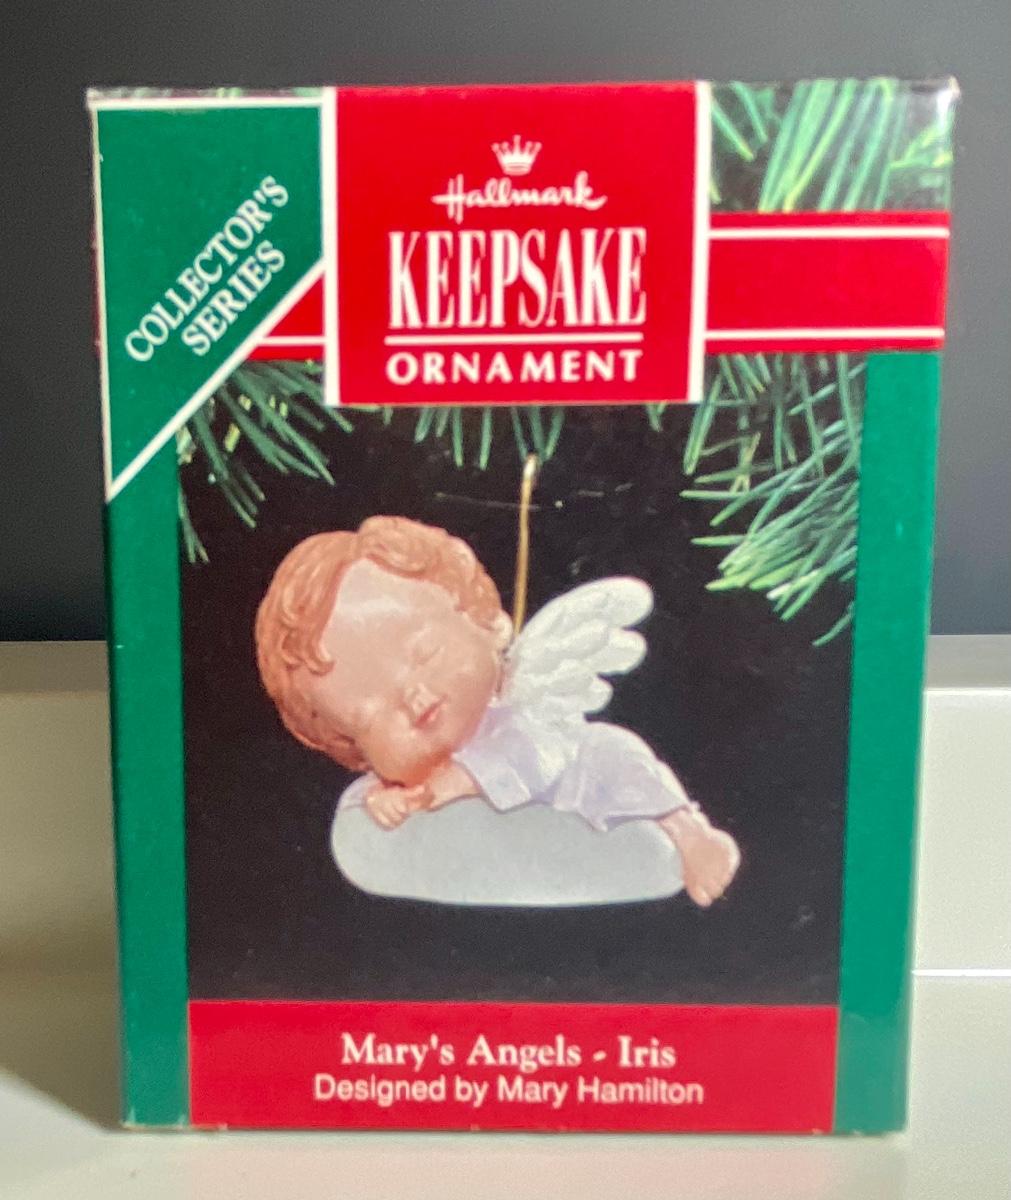 COLLECTOR'S
SERIES
Hallmark
KEEPSAKE
ORNAMENT
Mary's Angels - Iris
Designed by Mary Hamilton